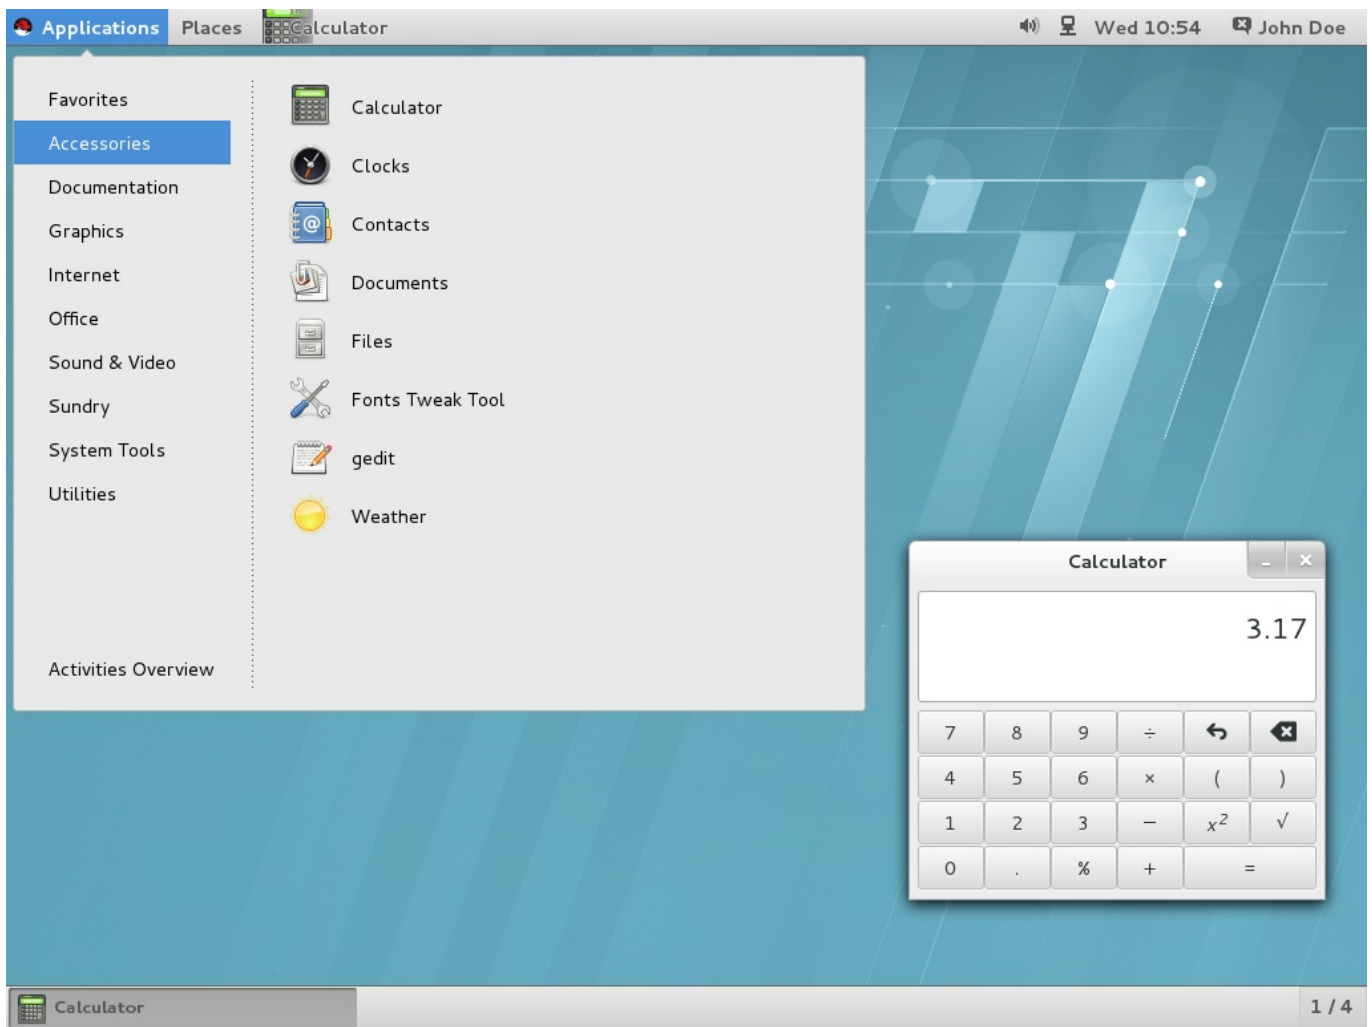 Applications Places Calculator Wed 10:54 John Doe
Favorites
Accessories
Documentation
Graphics
Internet
Office
Sound & Video
Sundry
System Tools
Utilities
Activities Overview
Calculator
Clocks
Contacts
Documents
Files
Fonts Tweak Tool
gedit
Weather
Calculator
3.17
7 8 9 ÷
4 5 6 × ( )
1 2 3 − x² √
0 . % + =
Calculator 1 / 4